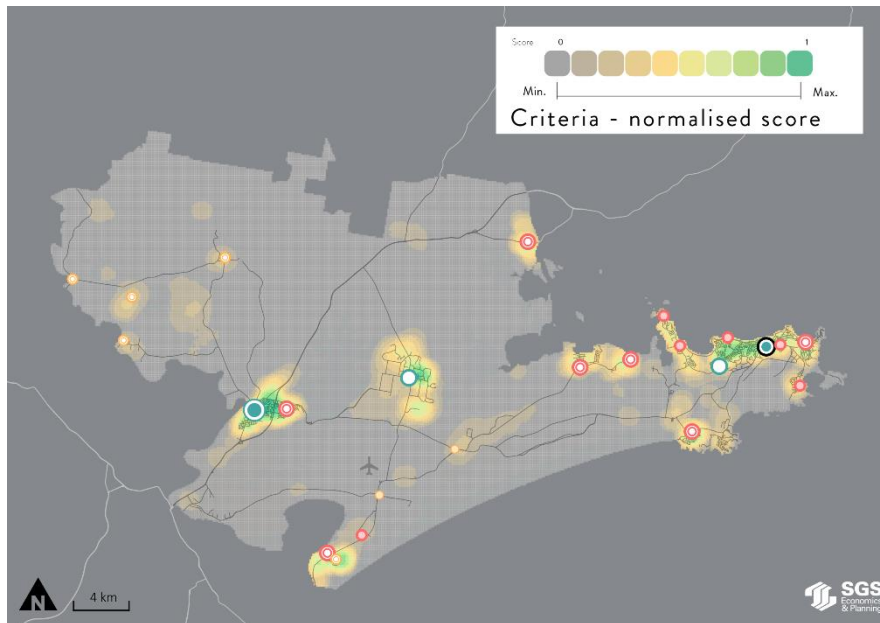 Score 0 1
Min. Max.
Criteria - normalised score
N
4 km
SGS
Economics
& Planning